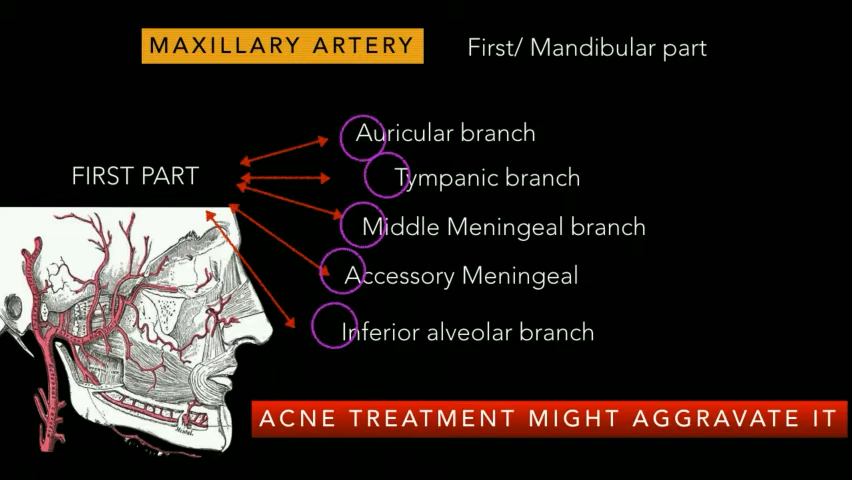 MAXILLARY ARTERY
First/ Mandibular part
Auricular branch
FIRST PART
Tympanic branch
Middle Meningeal branch
Accessory Meningeal
Inferior alveolar branch
ACNE TREATMENT MIGHT AGGRAVATE IT